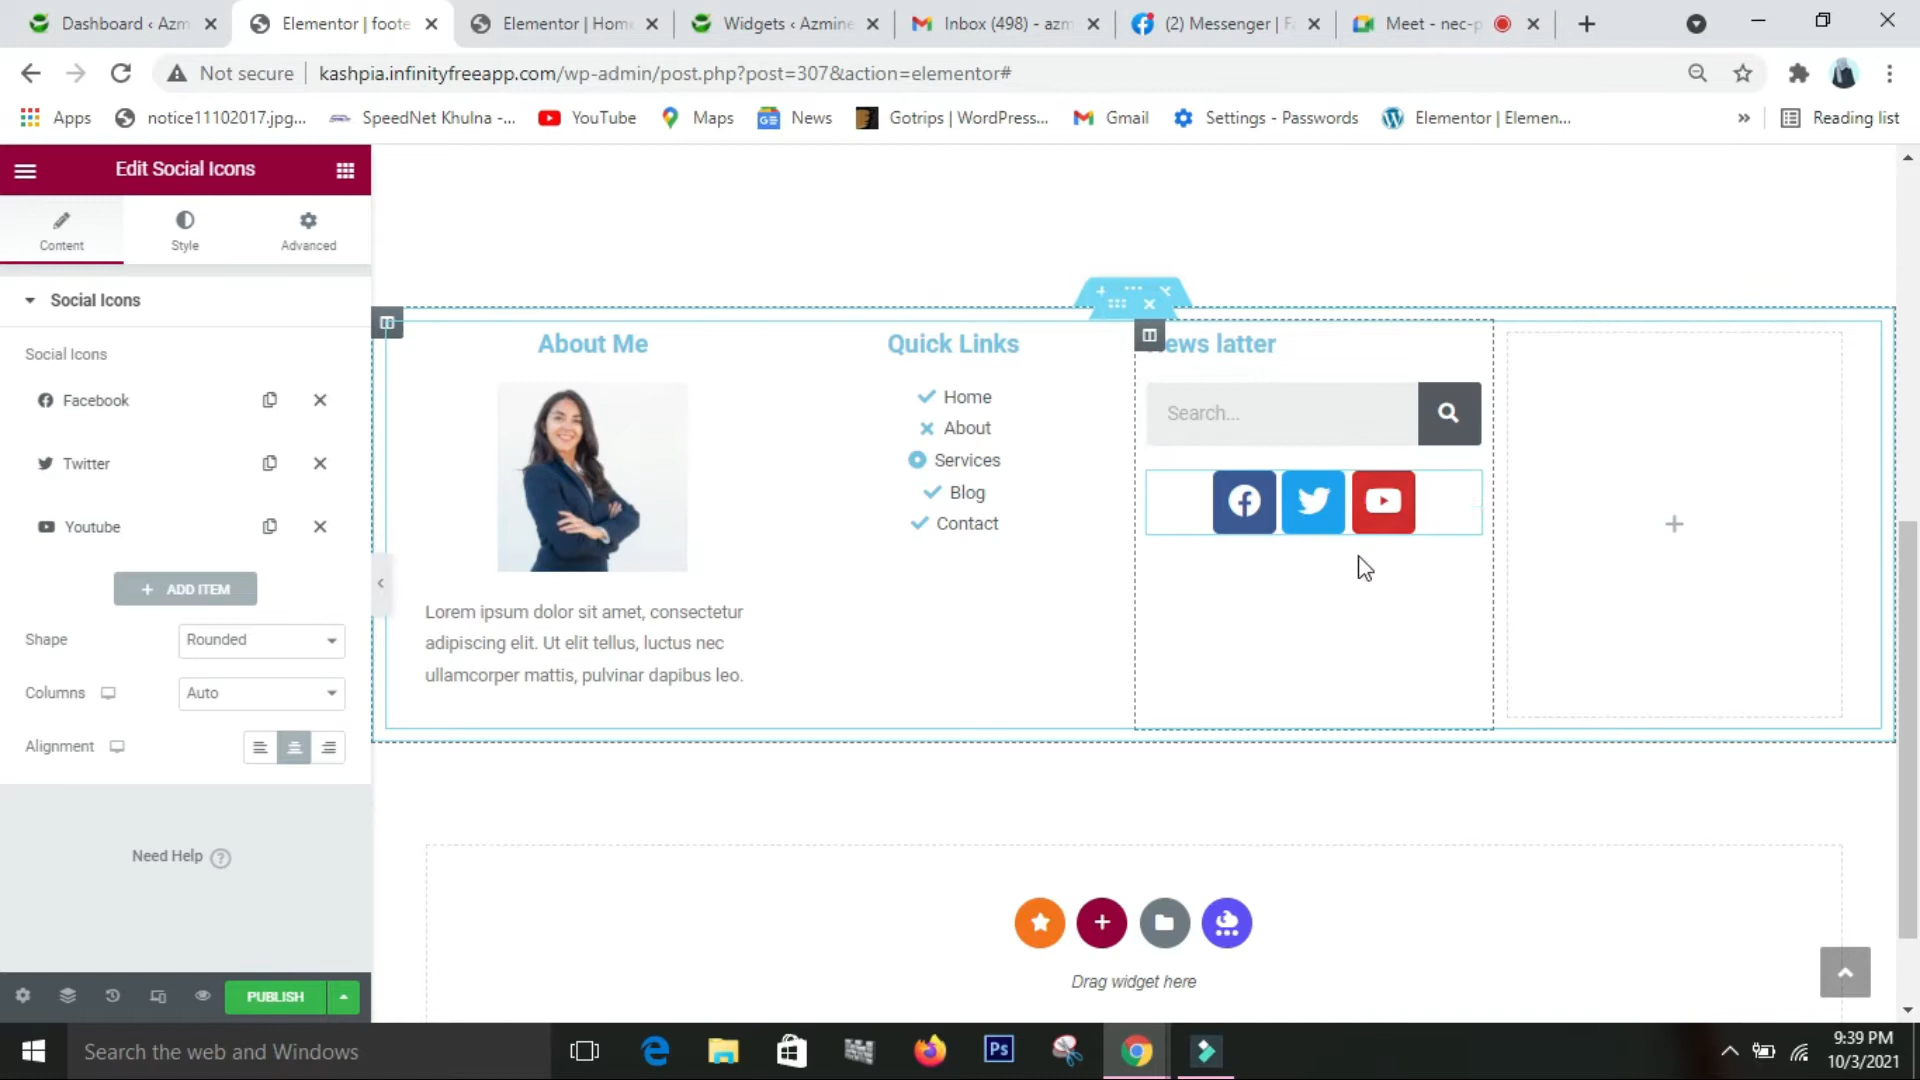 Dashboard ‹ Azm
Elementor | foote
Elementor | Hom
Widgets ‹ Azmine
Inbox (498) - azm
(2) Messenger | Fa
Meet - nec-p
Not secure
kashpia.infinityfreeapp.com/wp-admin/post.php?post=307&action=elementor#
Apps
notice11102017.jpg...
SpeedNet Khulna -...
YouTube
Maps
News
Gotrips | WordPress...
Gmail
Settings - Passwords
Elementor | Elemen...
»
Reading list
Edit Social Icons
Content
Style
Advanced
Social Icons
Social Icons
Facebook
Twitter
Youtube
+ ADD ITEM
Shape
Rounded
Columns
Auto
Alignment
Need Help ?
PUBLISH
About Me
Lorem ipsum dolor sit amet, consectetur
adipiscing elit. Ut elit tellus, luctus nec
ullamcorper mattis, pulvinar dapibus leo.
Quick Links
Home
About
Services
Blog
Contact
ews latter
Search...
Drag widget here
Search the web and Windows
Ps
9:39 PM
10/3/2021